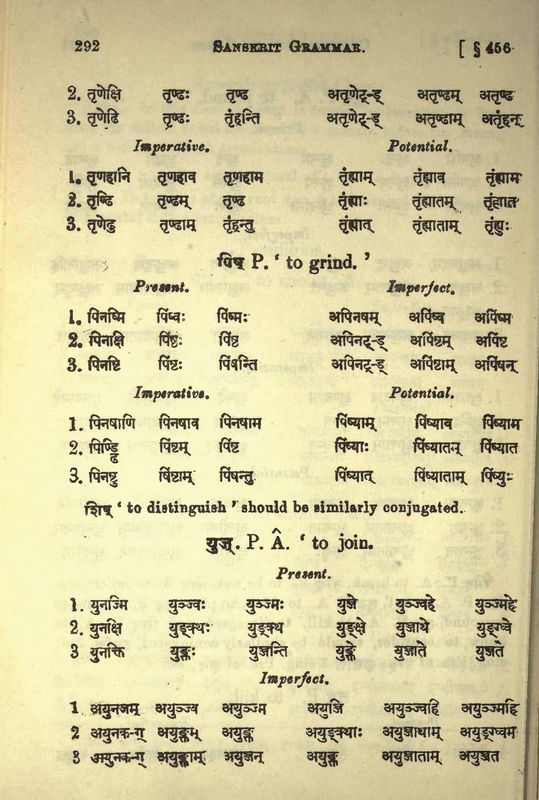 292 SANSKRIT GRAMMAR. [ § 456
2. तृणेक्षि तृण्ढः तृण्ढ अतृणेट्-ड् अतृण्ढम् अतृण्ढ
3. तृणेढि तृण्ढः तृंहन्ति अतृणेट्-ड् अतृण्ढाम् अतृंहन्
Imperative. Potential.
1. तृणहानि तृणहाव तृणहाम तृंह्याम् तृंह्याव तृंह्याम
2. तृण्ढि तृण्ढम् तृण्ढ तृंह्याः तृंह्यातम् तृंह्यात
3. तृणेढु तृण्ढाम् तृंहन्तु तृंह्यात् तृंह्याताम् तृंह्युः
पिष् P. ‘ to grind. ’
Present. Imperfect.
1. पिनष्मि पिंष्वः पिंष्मः अपिनषम् अपिंष्व अपिंष्म
2. पिनक्षि पिंष्टः पिंष्ट अपिनट्-ड् अपिंष्टम् अपिंष्ट
3. पिनष्टि पिंष्टः पिंषन्ति अपिनट्-ड् अपिंष्टाम् अपिंषन्
Imperative. Potential.
1. पिनषाणि पिनषाव पिनषाम पिंष्याम् पिंष्याव पिंष्याम
2. पिण्ड्ढि पिंष्टम् पिंष्ट पिंष्याः पिंष्यातन् पिंष्यात
3. पिनष्टु षिंष्टाम् पिंषन्तु पिंष्यात् पिंष्याताम् पिंष्युः
शिष् ‘ to distinguish ’ should be similarly conjugated.
युज्. P. Â. ‘ to join.
Present.
1. युनज्मि युञ्ज्वः युञ्ज्मः युञ्जे युञ्ज्वहे युञ्ज्महे
2. युनक्षि युङ्क्थः युङ्क्थ युङ्क्षे युञ्जाथे युङ्ग्ध्वे
3 युनक्ति युङ्क्तः युञ्जन्ति युङ्क्ते युञ्जाते युञ्जते
Imperfect.
1 अयुनजम् अयुञ्ज्व अयुञ्ज्म अयुञ्जि अयुञ्ज्वहि अयुञ्ज्महि
2 अयुनक-ग् अयुङ्क्तम् अयुङ्क्त अयुङ्क्थाः अयुञ्जाथाम् अयुङ्ग्ध्वम
3 अयुनक-ग् अयुङ्क्ताम् अयुञ्जन् अयुङ्क्त अयुञ्जाताम् अयुञ्जत